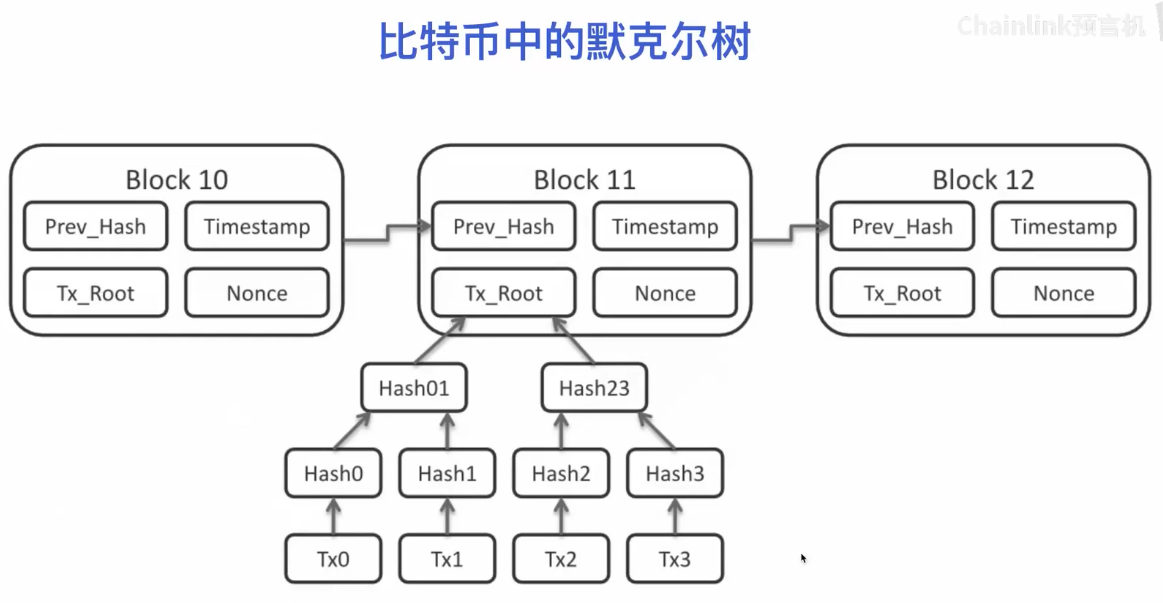 比特币中的默克尔树
Chainlink预言机
Block 10
Prev_Hash
Timestamp
Tx_Root
Nonce
Block 11
Prev_Hash
Timestamp
Tx_Root
Nonce
Block 12
Prev_Hash
Timestamp
Tx_Root
Nonce
Hash01
Hash23
Hash0
Hash1
Hash2
Hash3
Tx0
Tx1
Tx2
Tx3